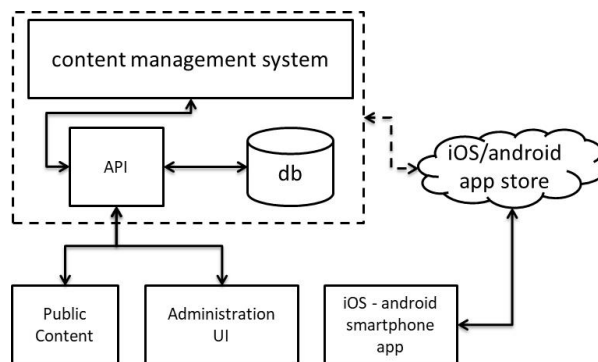 content management system
API
db
iOS/android
app store
Public
Content
Administration
UI
iOS - android
smartphone
app